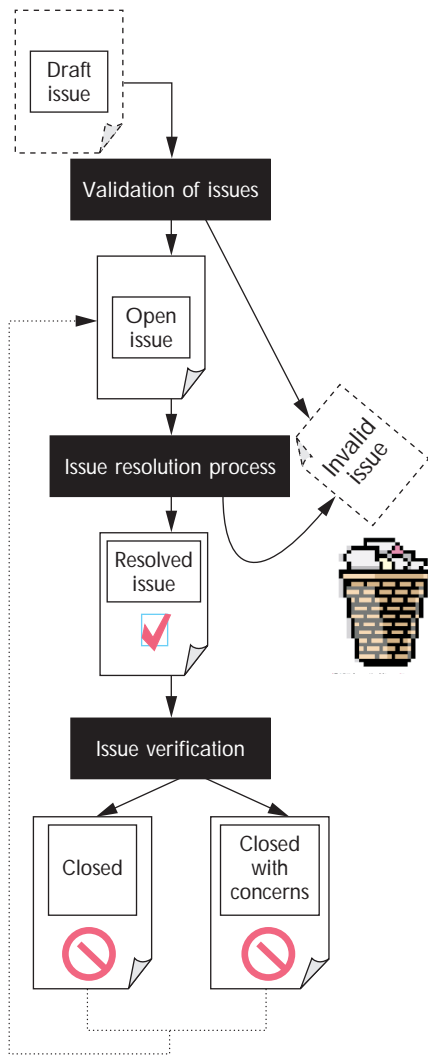 Draft
issue
Validation of issues
Open
issue
Invalid
issue
Issue resolution process
Resolved
issue
Issue verification
Closed
Closed
with
concerns